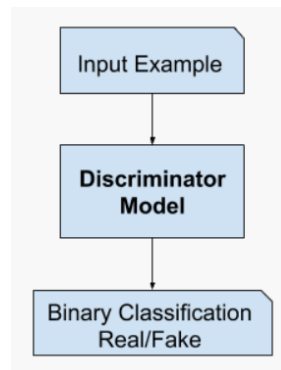 Input Example
Discriminator
Model
Binary Classification
Real/Fake